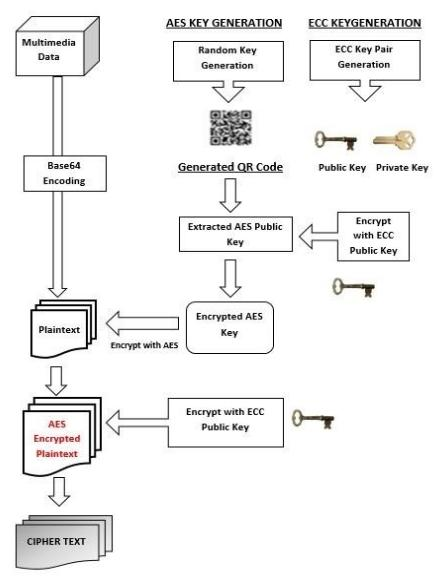 AES KEY GENERATION
ECC KEYGENERATION
Multimedia
Data
Random Key
Generation
ECC Key Pair
Generation
Public Key
Private Key
Base64
Encoding
Generated QR Code
Extracted AES Public
Key
Encrypt
with ECC
Public Key
Plaintext
Encrypt with AES
Encrypted AES
Key
AES
Encrypted
Plaintext
Encrypt with ECC
Public Key
CIPHER TEXT